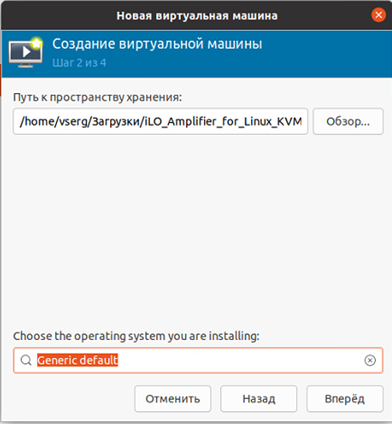 Новая виртуальная машина
Создание виртуальной машины
Шаг 2 из 4
Путь к пространству хранения:
/home/vserg/Загрузки/iLO_Amplifier_for_Linux_KVM
Обзор...
Choose the operating system you are installing:
Generic default
Отменить
Назад
Вперёд